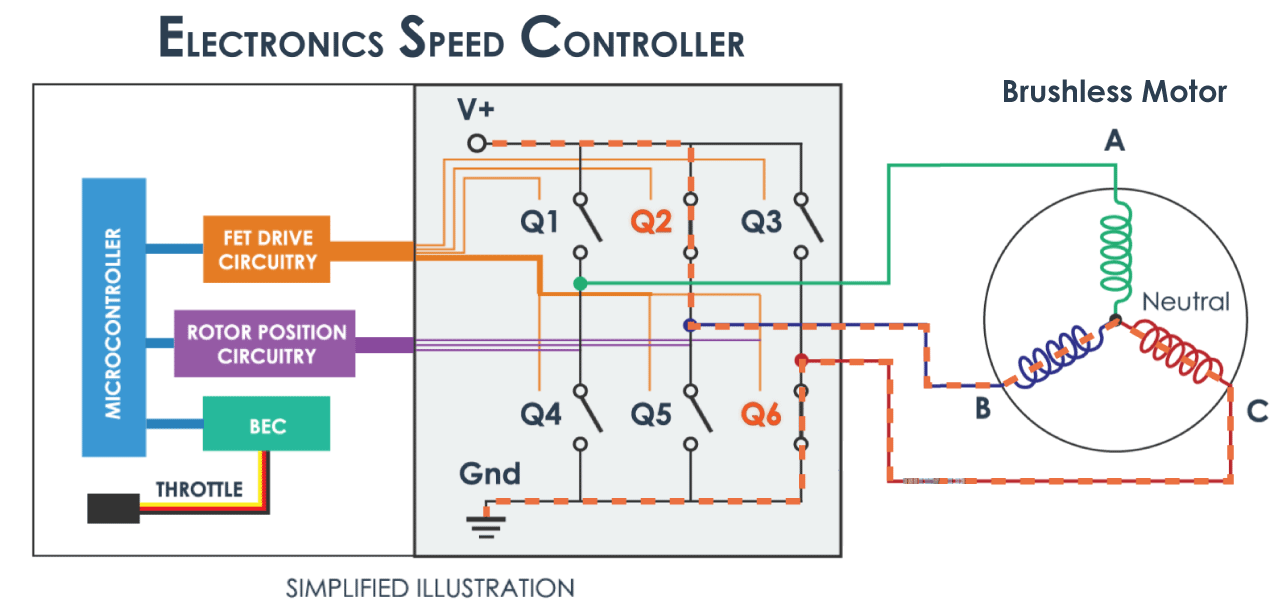 ELECTRONICS SPEED CONTROLLER
Brushless Motor
V+
A
Q1
Q2
Q3
MICROCONTROLLER
FET DRIVE
CIRCUITRY
Neutral
ROTOR POSITION
CIRCUITRY
B
C
Q4
Q5
Q6
BEC
Gnd
THROTTLE
SIMPLIFIED ILLUSTRATION